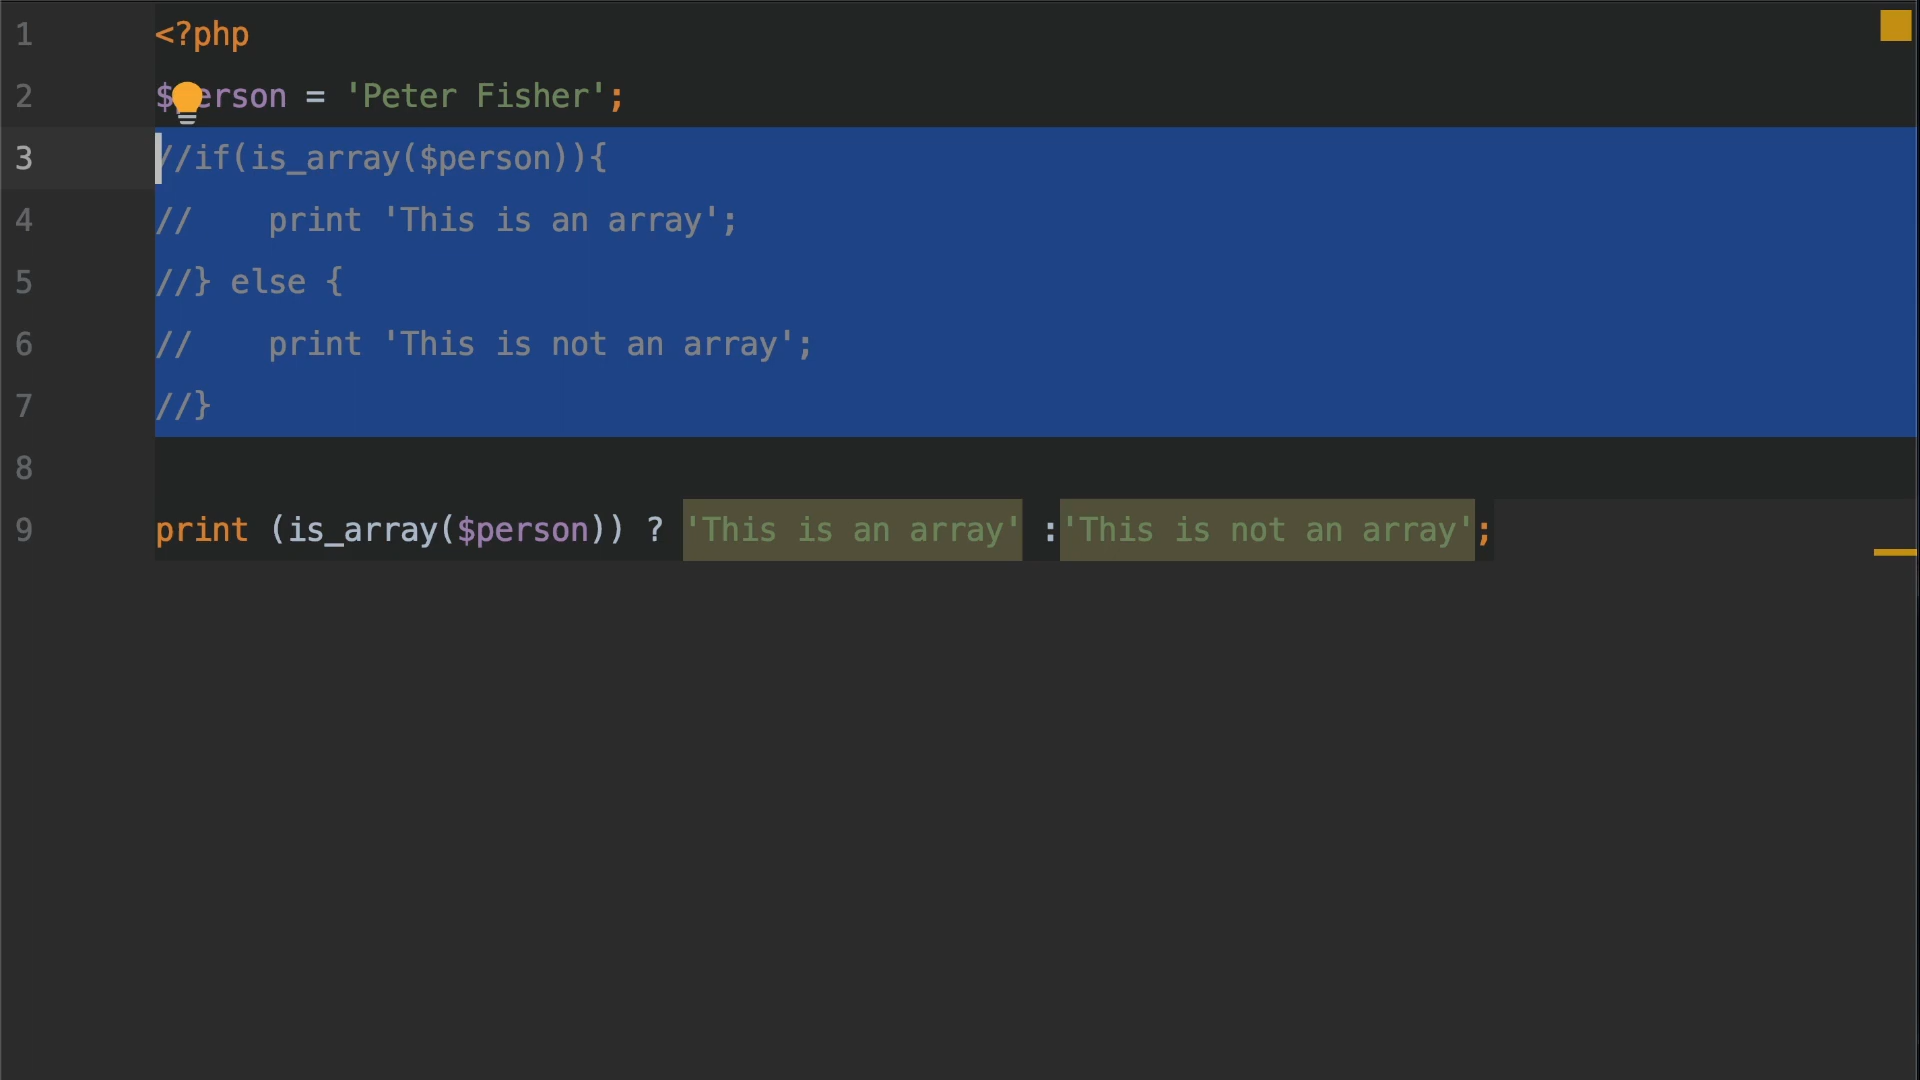 1 <?php
2 $person = 'Peter Fisher';
3 //if(is_array($person)){
4 //    print 'This is an array';
5 //} else {
6 //    print 'This is not an array';
7 //}
8
9 print (is_array($person)) ? 'This is an array' :'This is not an array';